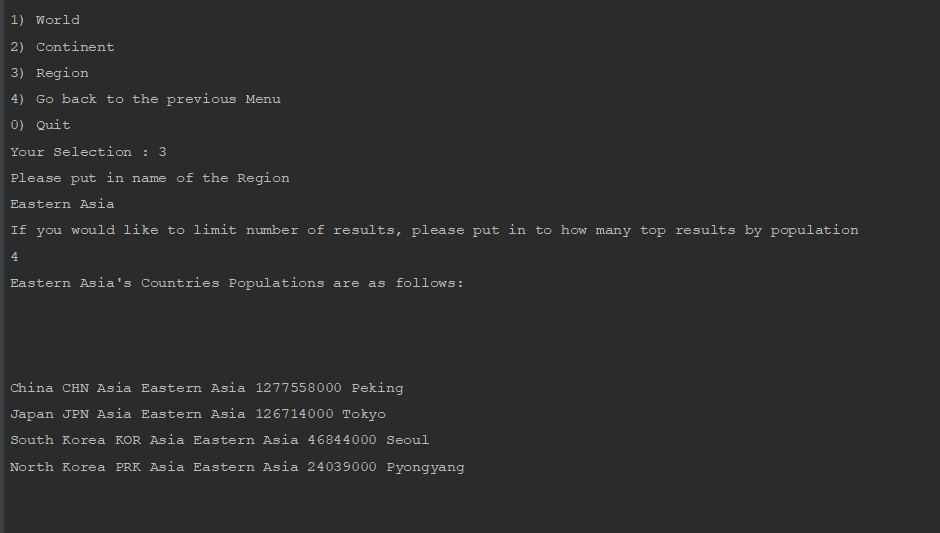 1) World
2) Continent
3) Region
4) Go back to the previous Menu
0) Quit
Your Selection : 3
Please put in name of the Region
Eastern Asia
If you would like to limit number of results, please put in to how many top results by population
4
Eastern Asia's Countries Populations are as follows:
China CHN Asia Eastern Asia 1277558000 Peking
Japan JPN Asia Eastern Asia 126714000 Tokyo
South Korea KOR Asia Eastern Asia 46844000 Seoul
North Korea PRK Asia Eastern Asia 24039000 Pyongyang